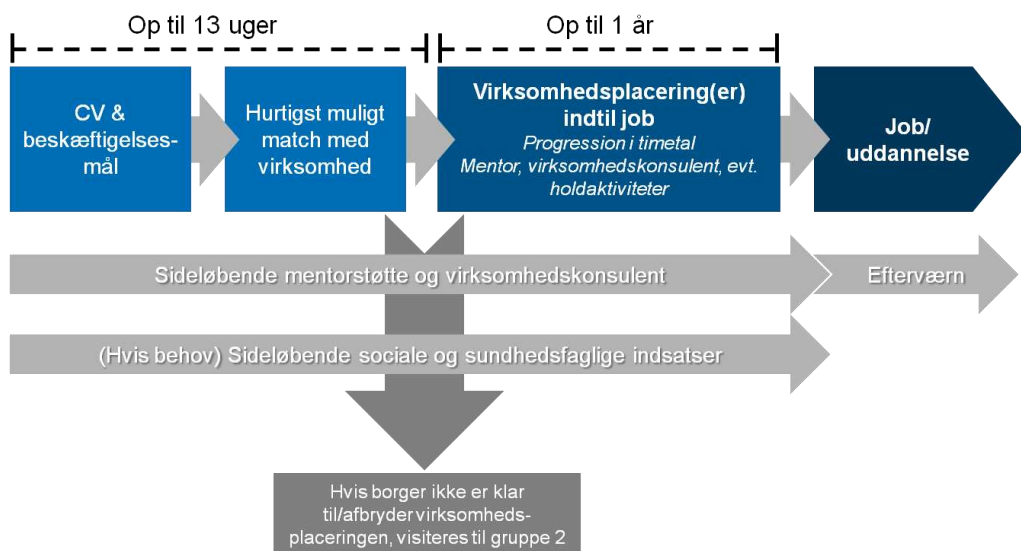 Op til 13 uger
Op til 1 år
CV &
beskæftigelses-
mål
Hurtigst muligt
match med
virksomhed
Virksomhedsplacering(er)
indtil job
Progression i timetal
Mentor, virksomhedskonsulent, evt.
holdaktiviteter
Job/
uddannelse
Sideløbende mentorstøtte og virksomhedskonsulent
Efterværn
(Hvis behov) Sideløbende sociale og sundhedsfaglige indsatser
Hvis borger ikke er klar
til/afbryder virksomheds-
placeringen, visiteres til gruppe 2